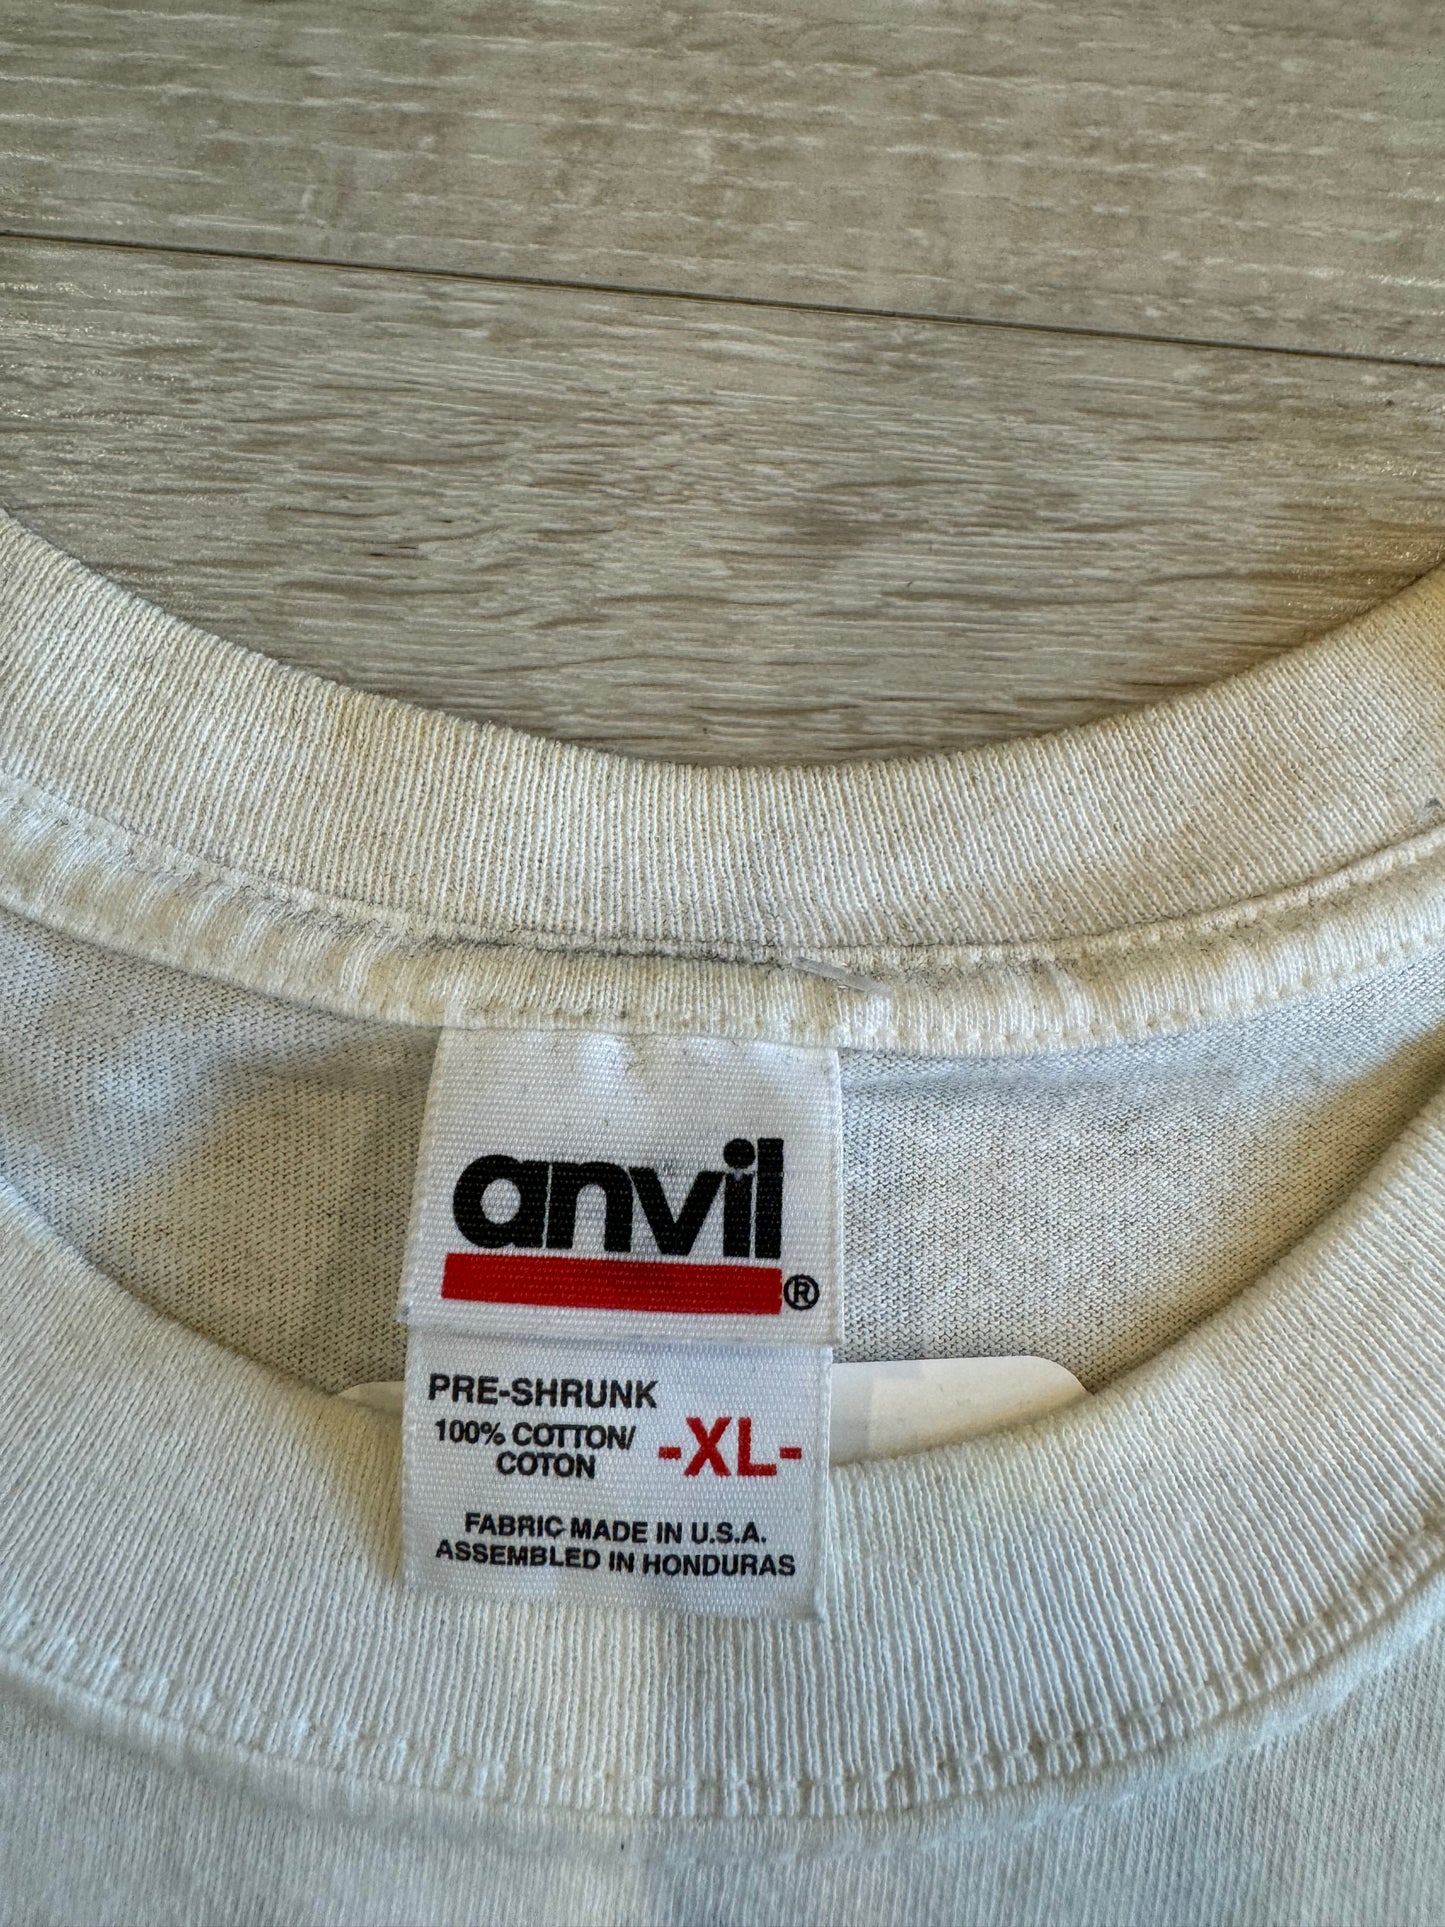 anvil®
PRE-SHRUNK
100% COTTON/
COTON
-XL-
FABRIC MADE IN U.S.A.
ASSEMBLED IN HONDURAS